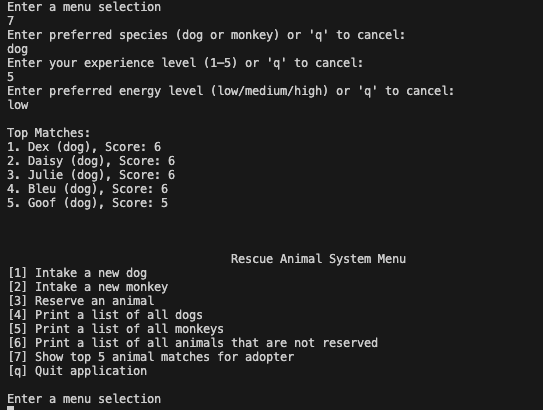 Enter a menu selection
7
Enter preferred species (dog or monkey) or 'q' to cancel:
dog
Enter your experience level (1–5) or 'q' to cancel:
5
Enter preferred energy level (low/medium/high) or 'q' to cancel:
low
Top Matches:
1. Dex (dog), Score: 6
2. Daisy (dog), Score: 6
3. Julie (dog), Score: 6
4. Bleu (dog), Score: 6
5. Goof (dog), Score: 5
Rescue Animal System Menu
[1] Intake a new dog
[2] Intake a new monkey
[3] Reserve an animal
[4] Print a list of all dogs
[5] Print a list of all monkeys
[6] Print a list of all animals that are not reserved
[7] Show top 5 animal matches for adopter
[q] Quit application
Enter a menu selection